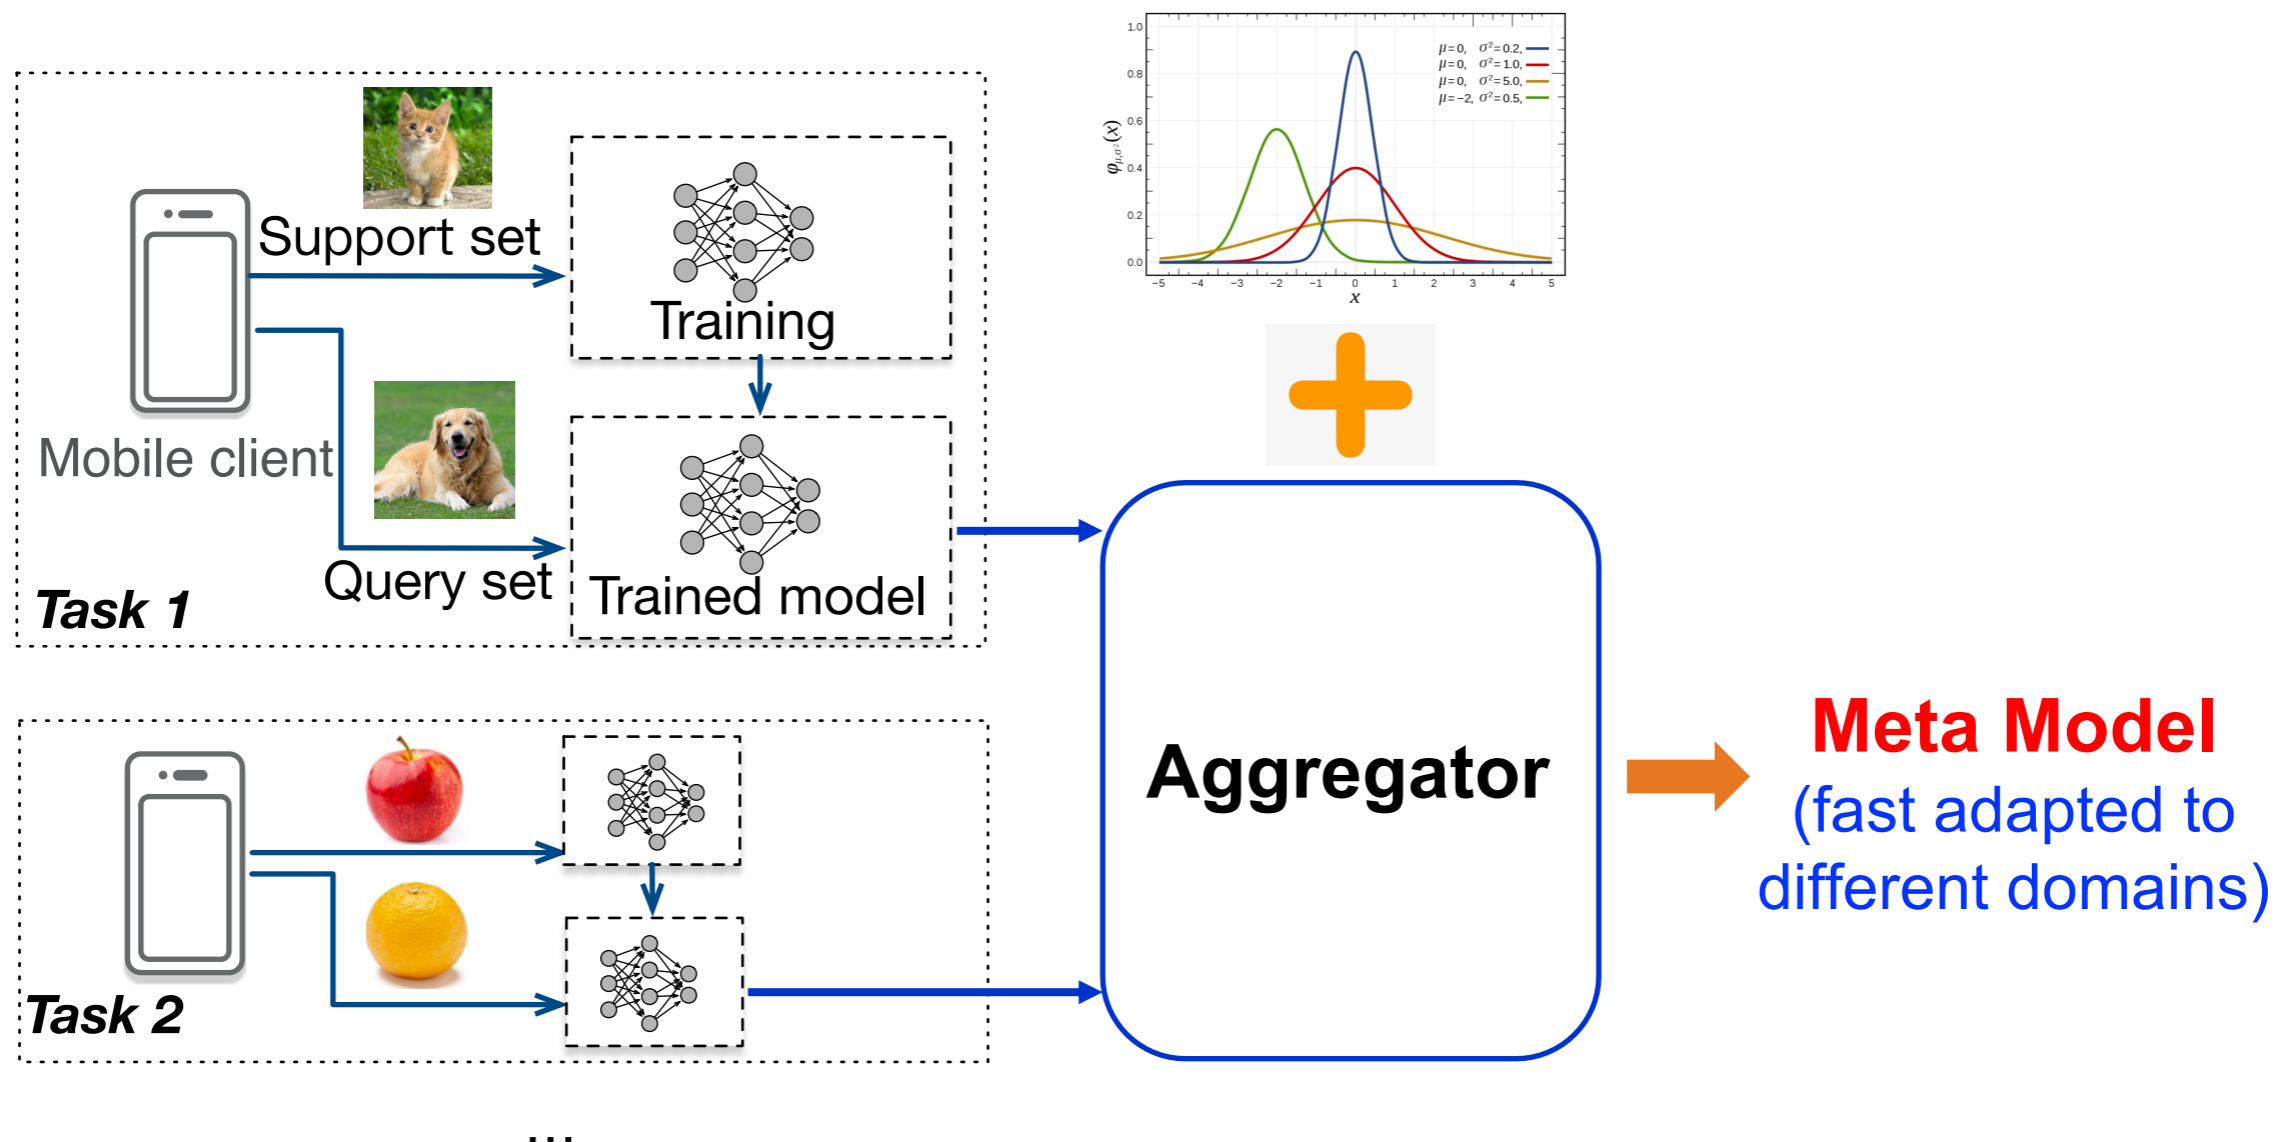 1.0
0.8
0.6
0.4
0.2
0.0
φμ,σ²(x)
μ=0, σ²=0.2,
μ=0, σ²=1.0,
μ=0, σ²=5.0,
μ=−2, σ²=0.5,
−5 −4 −3 −2 −1 0 1 2 3 4 5
x
Support set
Training
Mobile client
Query set
Trained model
Task 1
Task 2
...
Aggregator
Meta Model
(fast adapted to
different domains)